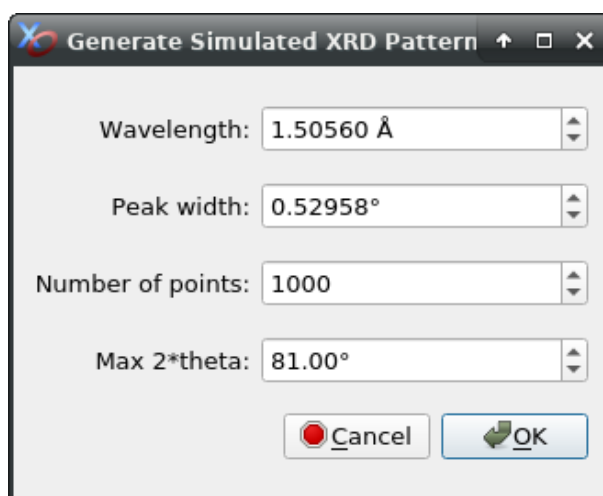 Generate Simulated XRD Pattern
Wavelength: 1.50560 Å
Peak width: 0.52958°
Number of points: 1000
Max 2*theta: 81.00°
Cancel OK